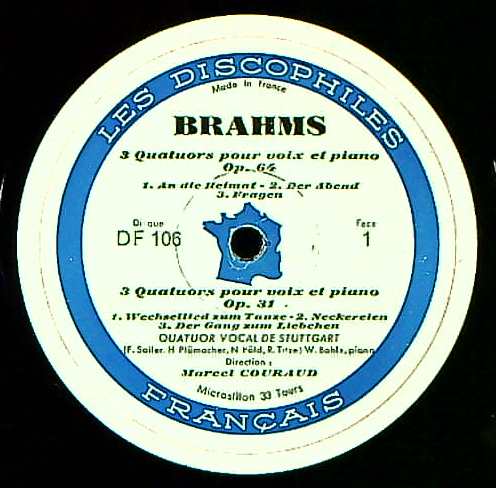 LES DISCOPHILES
Made in France
BRAHMS
3 Quatuors pour voix et piano
Op. 64
1. An die Heimat - 2. Der Abend
3. Fragen
Disque
DF 106
Face
1
3 Quatuors pour voix et piano
Op. 31
1. Wechsellied zum Tanze - 2. Neckereien
3. Der Gang zum Liebchen
QUATUOR VOCAL DE STUTTGART
(F. Sailer. H. Plümacher, N. R. Titze) W. Bohle, piano
Direction :
Marcel COURAUD
Microsillon 33 Tours
FRANÇAIS